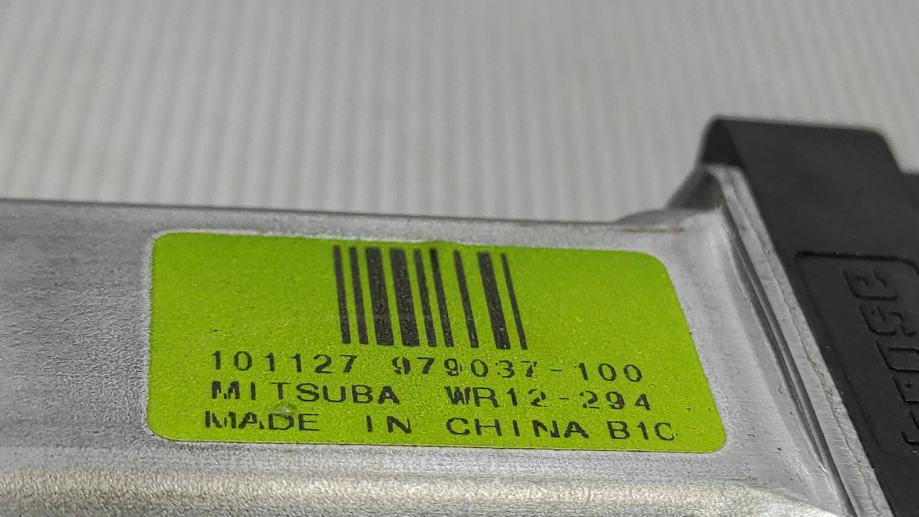 101127 979037-100
MITSUBA WR12-294
MADE IN CHINA B1C